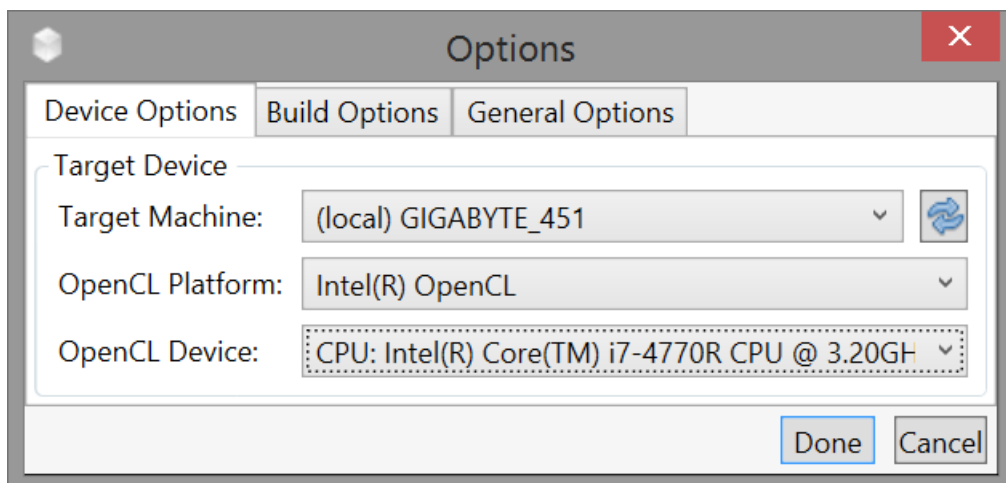 Options
Device Options Build Options General Options
Target Device
Target Machine: (local) GIGABYTE_451
OpenCL Platform: Intel(R) OpenCL
OpenCL Device: CPU: Intel(R) Core(TM) i7-4770R CPU @ 3.20GH
Done Cancel